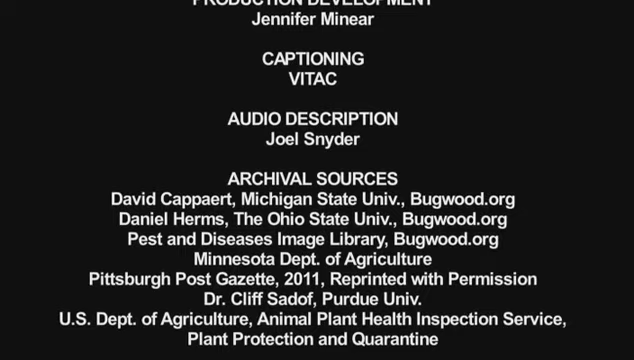 PRODUCTION DEVELOPMENT
Jennifer Minear
CAPTIONING
VITAC
AUDIO DESCRIPTION
Joel Snyder
ARCHIVAL SOURCES
David Cappaert, Michigan State Univ., Bugwood.org
Daniel Herms, The Ohio State Univ., Bugwood.org
Pest and Diseases Image Library, Bugwood.org
Minnesota Dept. of Agriculture
Pittsburgh Post Gazette, 2011, Reprinted with Permission
Dr. Cliff Sadof, Purdue Univ.
U.S. Dept. of Agriculture, Animal Plant Health Inspection Service,
Plant Protection and Quarantine